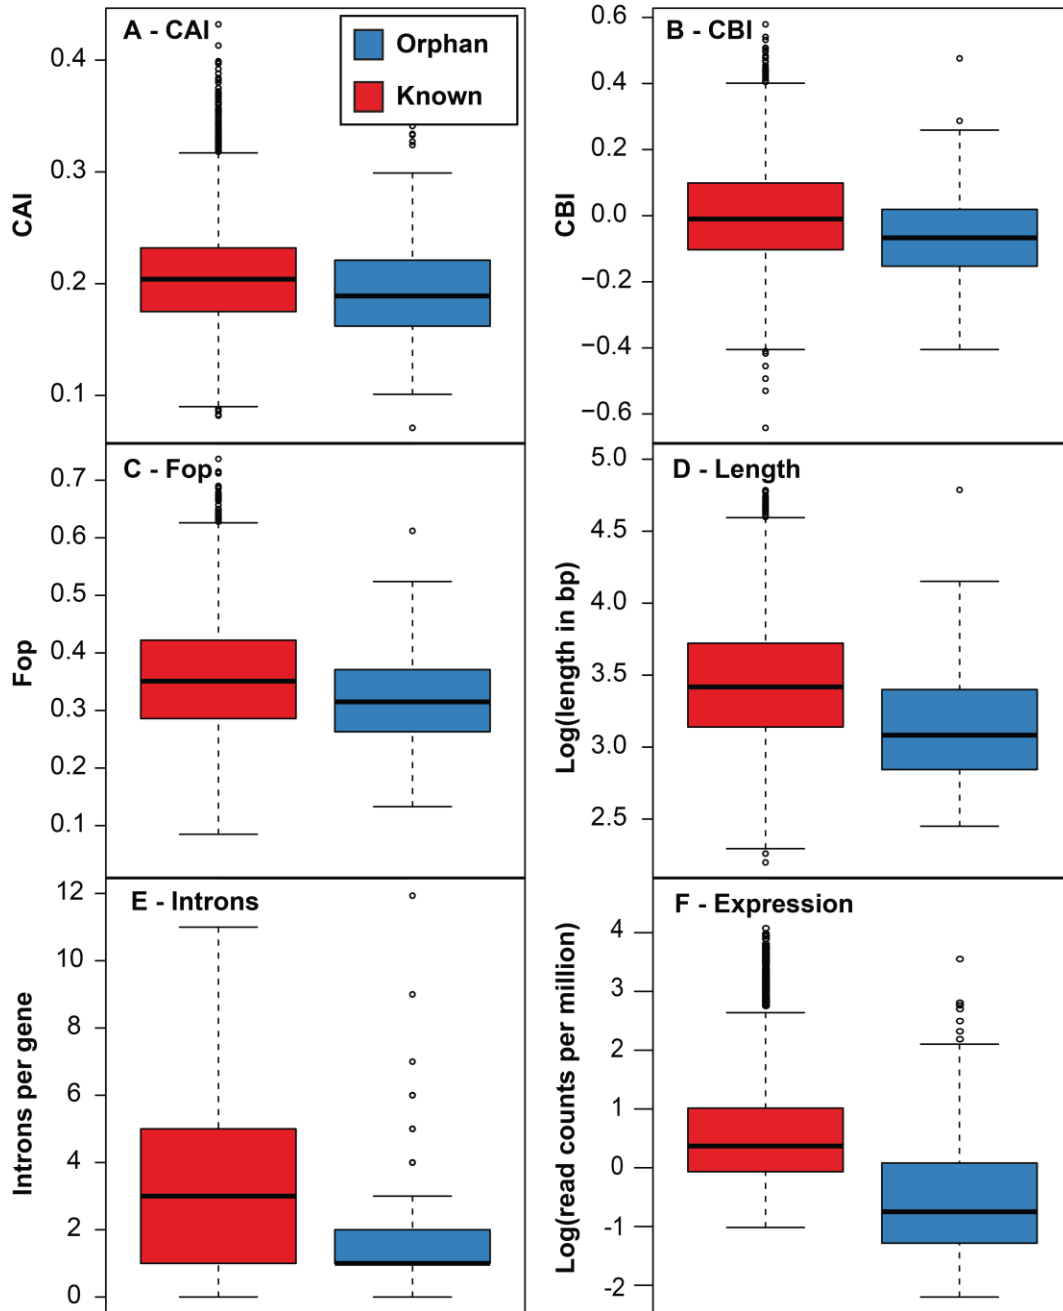 A - CAI
Orphan
Known
CAI
0.4
0.3
0.2
0.1
B - CBI
CBI
0.6
0.4
0.2
0.0
−0.2
−0.4
−0.6
C - Fop
Fop
0.7
0.6
0.5
0.4
0.3
0.2
0.1
D - Length
Log(length in bp)
5.0
4.5
4.0
3.5
3.0
2.5
E - Introns
Introns per gene
12
10
8
6
4
2
0
F - Expression
Log(read counts per million)
4
3
2
1
0
-1
-2